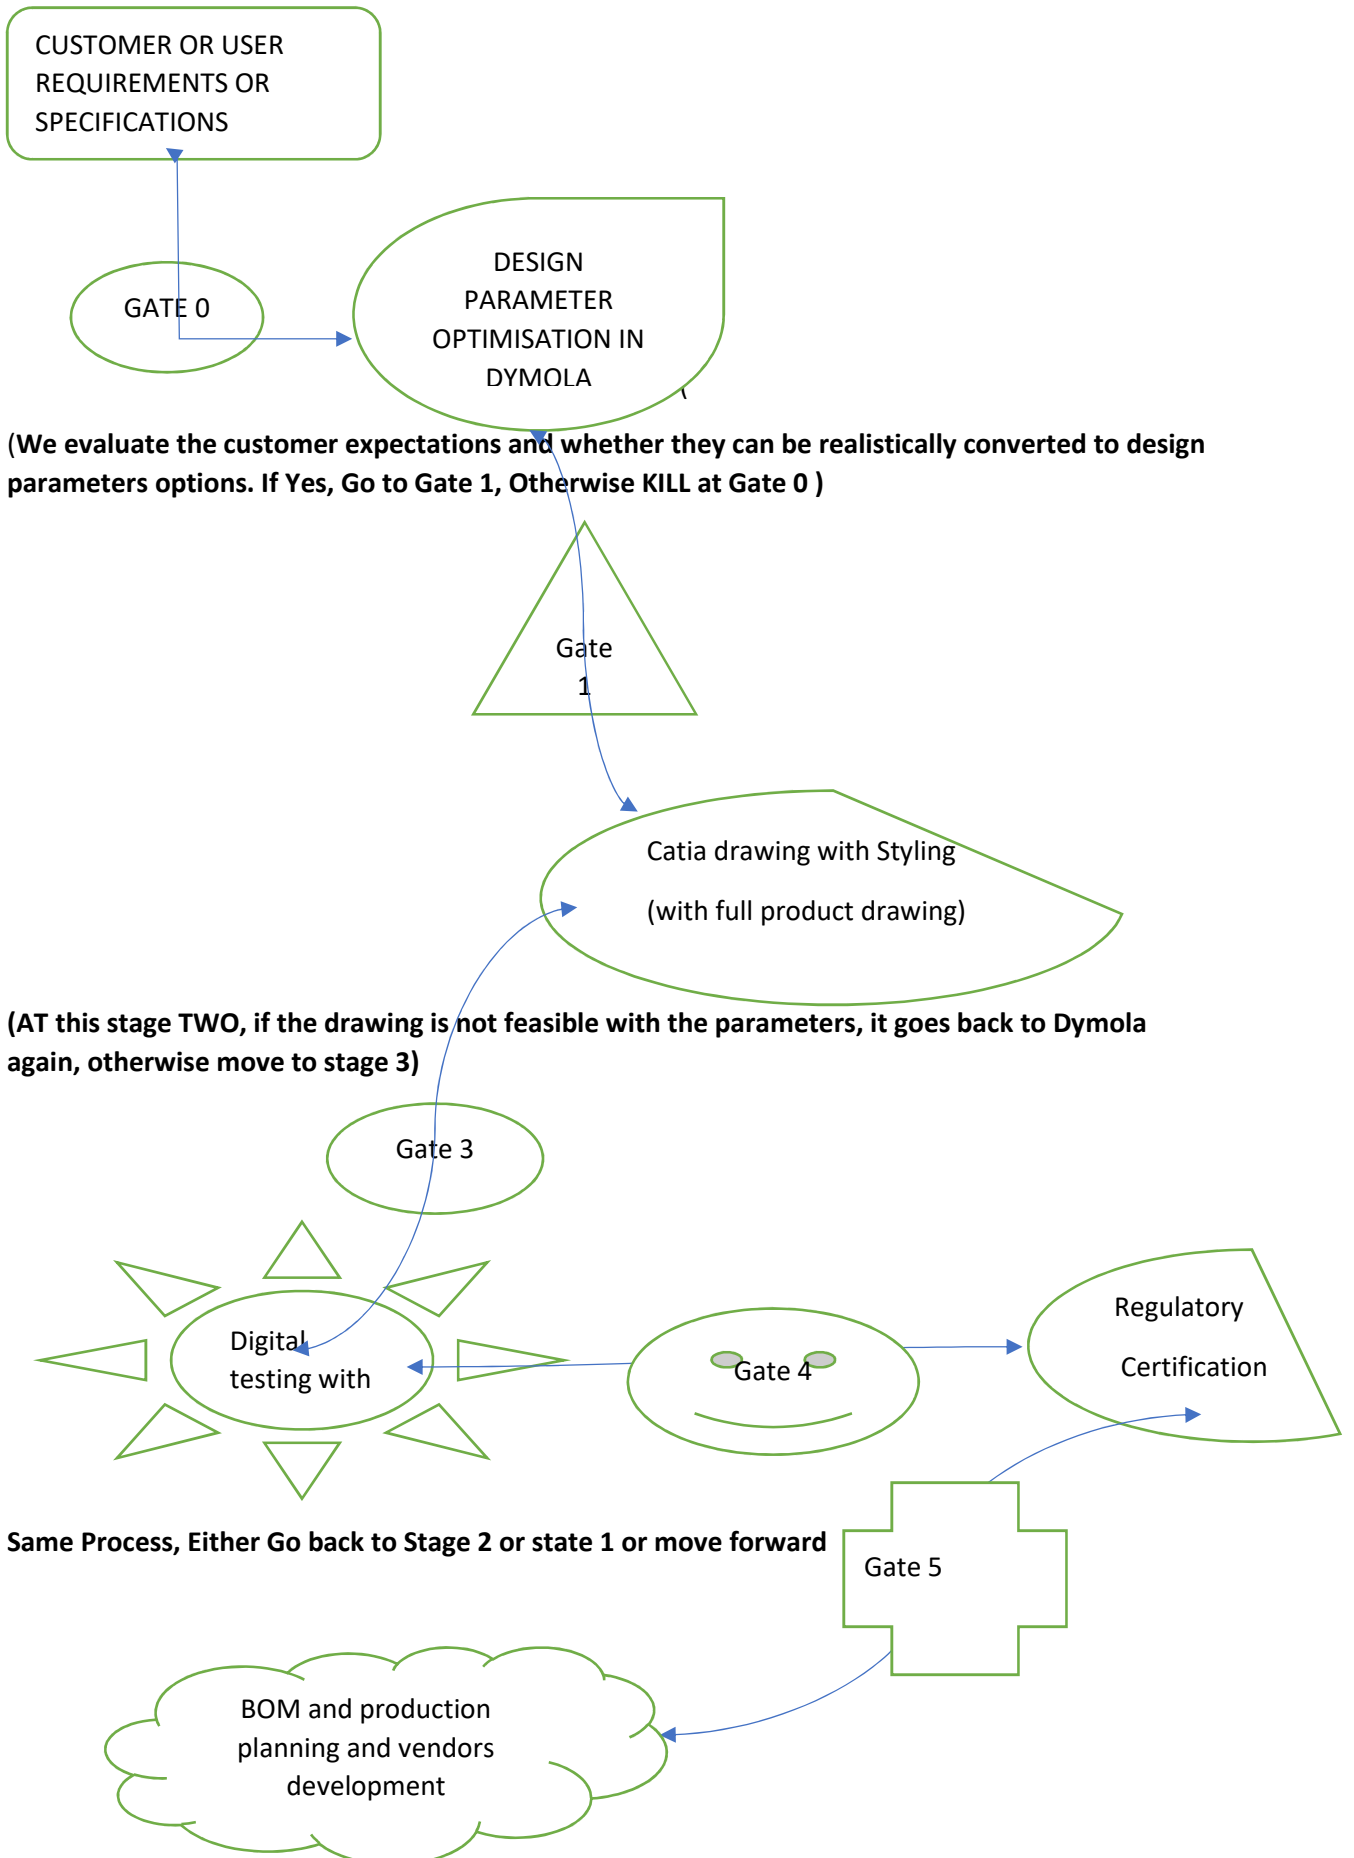 CUSTOMER OR USER
REQUIREMENTS OR
SPECIFICATIONS
GATE 0
DESIGN
PARAMETER
OPTIMISATION IN
DYMOLA
(
(We evaluate the customer expectations and whether they can be realistically converted to design
parameters options. If Yes, Go to Gate 1, Otherwise KILL at Gate 0 )
Gate
1
Catia drawing with Styling
(with full product drawing)
(AT this stage TWO, if the drawing is not feasible with the parameters, it goes back to Dymola
again, otherwise move to stage 3)
Gate 3
Digital
testing with
Gate 4
Regulatory
Certification
Same Process, Either Go back to Stage 2 or state 1 or move forward
Gate 5
BOM and production
planning and vendors
development